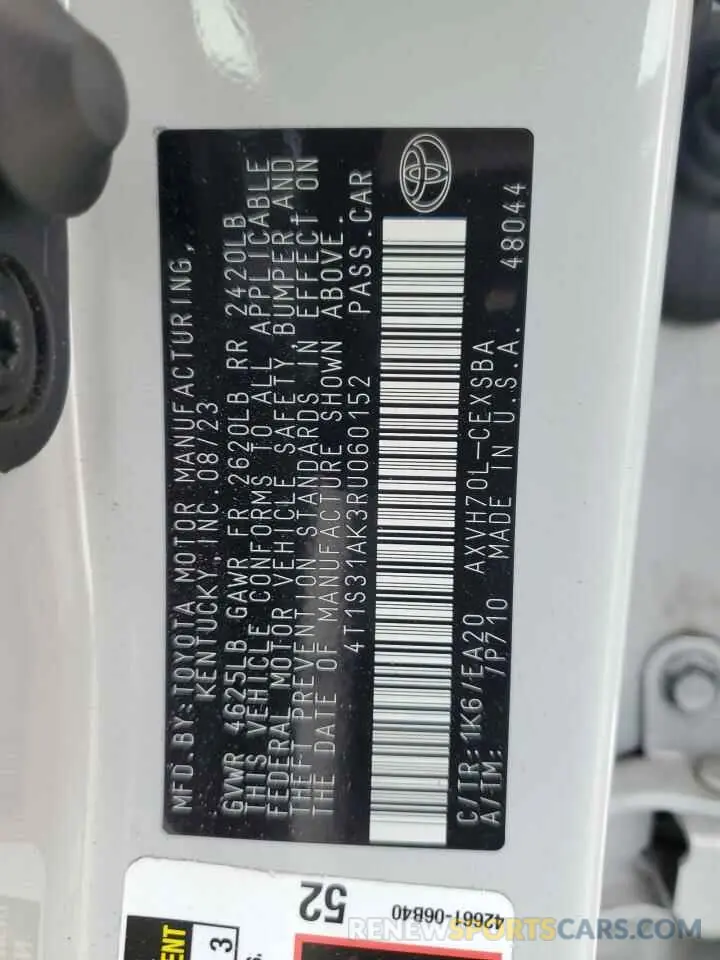 MFD. BY: TOYOTA MOTOR MANUFACTURING,
KENTUCKY, INC. 08/23
GVWR 4625LB GAWR FR 2620LB RR 2420LB
THIS VEHICLE CONFORMS TO ALL APPLICABLE
FEDERAL MOTOR VEHICLE SAFETY, BUMPER, AND
THEFT PREVENTION STANDARDS IN EFFECT ON
THE DATE OF MANUFACTURE SHOWN ABOVE.
4T1S31AK3RU060152 PASS.CAR
C/TR: 1K6/EA20 AXVH70L-CEXSBA 48044
A/TM: /P710 MADE IN U.S.A.
52
42661-06B40
3
RENEWSPORTSCARS.COM